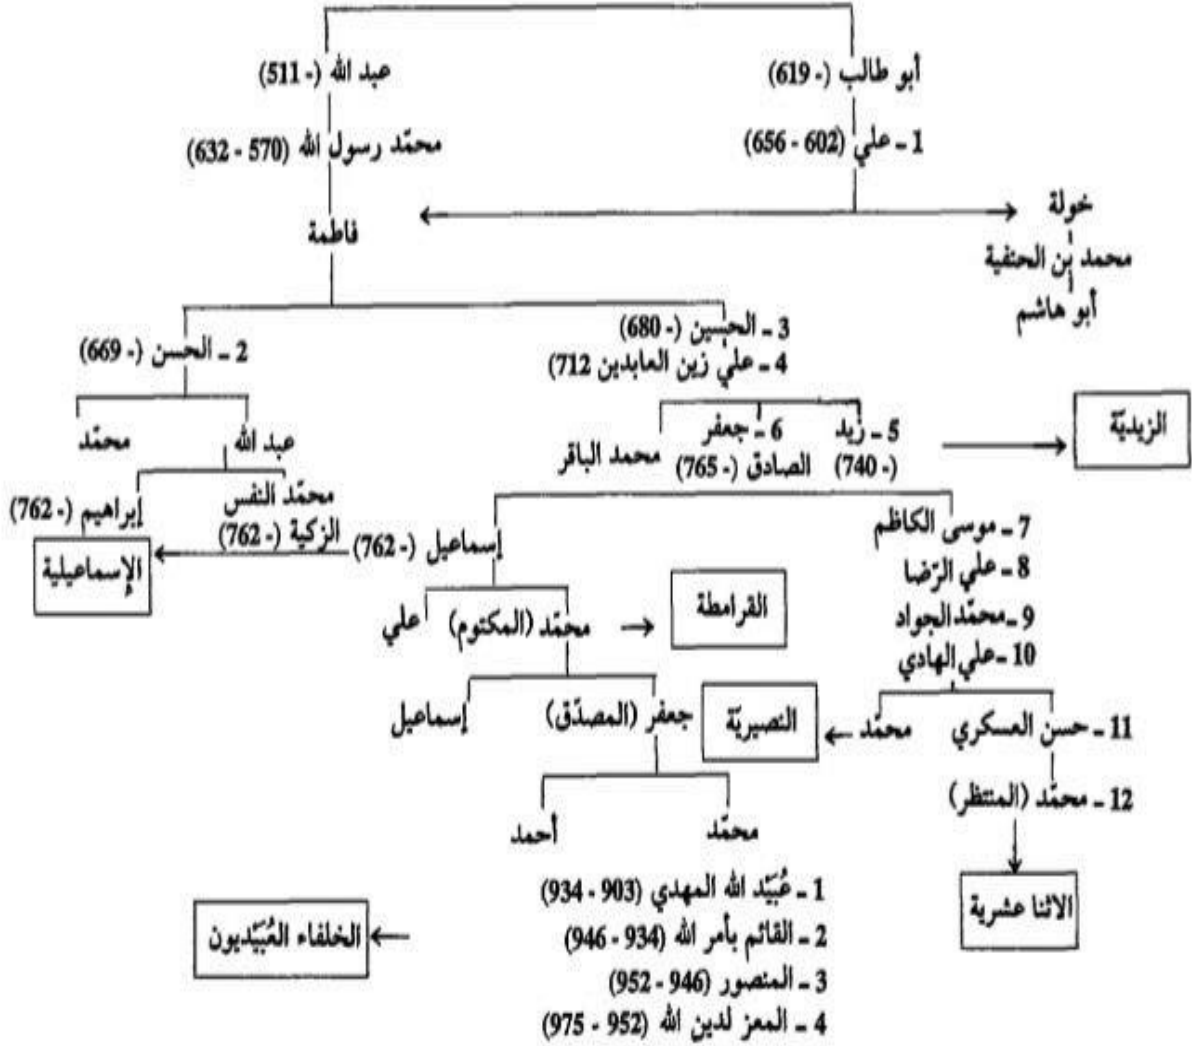 أبو طالب (- 619)
عبد الله (- 511)
1 ـ علي (602 - 656)
محمّد رسول الله (570 - 632)
خولة
فاطمة
محمد بن الحنفية
أبو هاشم
3 ـ الحسين (- 680)
2 ـ الحسن (- 669)
4 ـ علي زين العابدين 712)
الزيديّة
5 ـ زيد
(- 740)
6 ـ جعفر
الصادق (- 765)
محمد الباقر
عبد الله
محمّد
محمّد النفس
الزكية (- 762)
إبراهيم (- 762)
7 ـ موسى الكاظم
إسماعيل (- 762)
الإسماعيلية
8 ـ علي الرّضا
9 ـ محمّد الجواد
10 ـ علي الهادي
القرامطة
محمّد (المكتوم)
علي
11 ـ حسن العسكري
محمّد
النصيريّة
جعفر (المصدّق)
إسماعيل
12 ـ محمّد (المنتظر)
محمّد
أحمد
الاثنا عشرية
1 ـ عُبَيْد الله المهدي (903 - 934)
2 ـ القائم بأمر الله (934 - 946)
3 ـ المنصور (946 - 952)
4 ـ المعز لدين الله (952 - 975)
الخلفاء العُبَيْديون